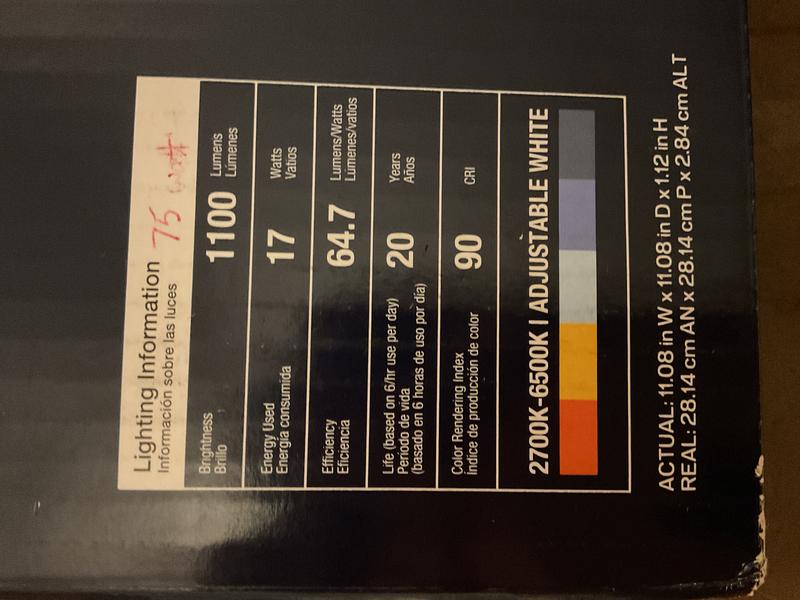 Lighting Information 75 watt
Información sobre las luces
Brightness 1100 Lumens
Brillo Lúmenes
Energy Used 17 Watts
Energía consumida Vatios
Efficiency 64.7 Lumens/Watts
Eficiencia Lúmenes/vatios
Life (based on 6/hr use per day) 20 Years
Período de vida Años
(basado en 6 horas de uso por día)
Color Rendering Index 90 CRI
Índice de producción de color
2700K-6500K | ADJUSTABLE WHITE
ACTUAL: 11.08 in W x 11.08 in D x 1.12 in H
REAL: 28.14 cm AN x 28.14 cm P x 2.84 cm ALT